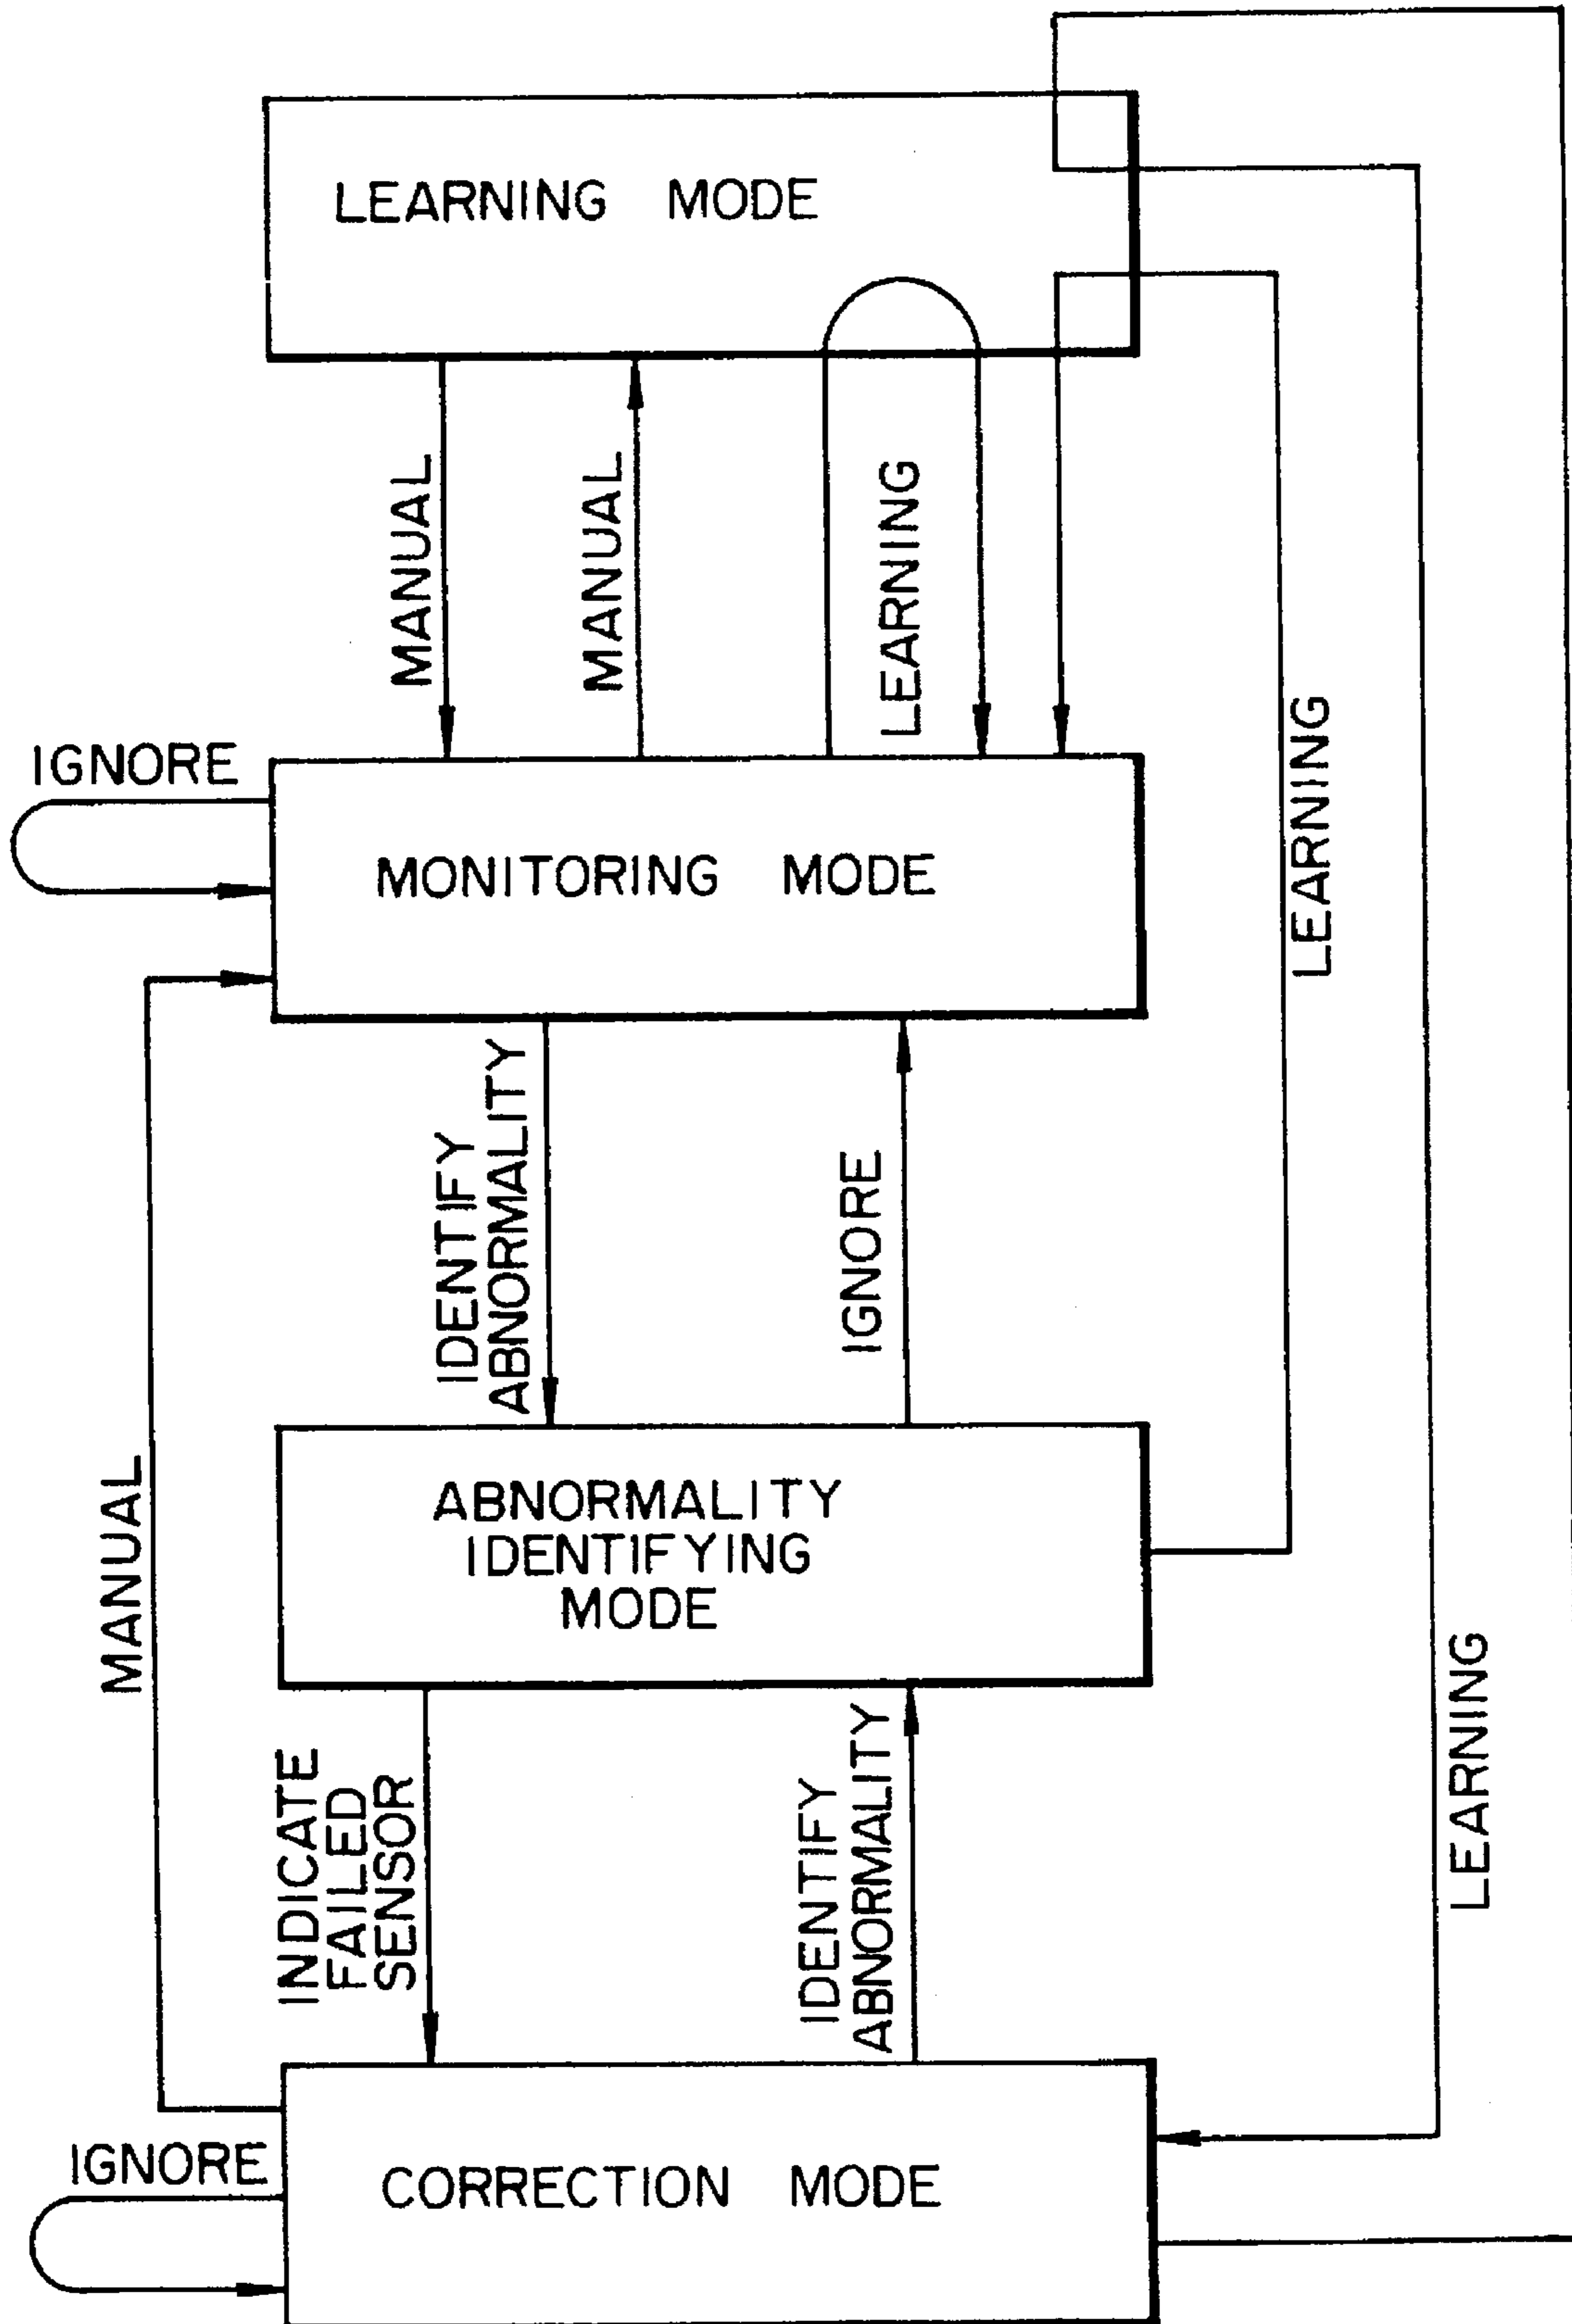 LEARNING MODE
MANUAL
MANUAL
LEARNING
IGNORE
MONITORING MODE
LEARNING
IDENTIFY
ABNORMALITY
IGNORE
MANUAL
ABNORMALITY
IDENTIFYING
MODE
LEARNING
INDICATE
FAILED
SENSOR
IDENTIFY
ABNORMALITY
IGNORE
CORRECTION MODE